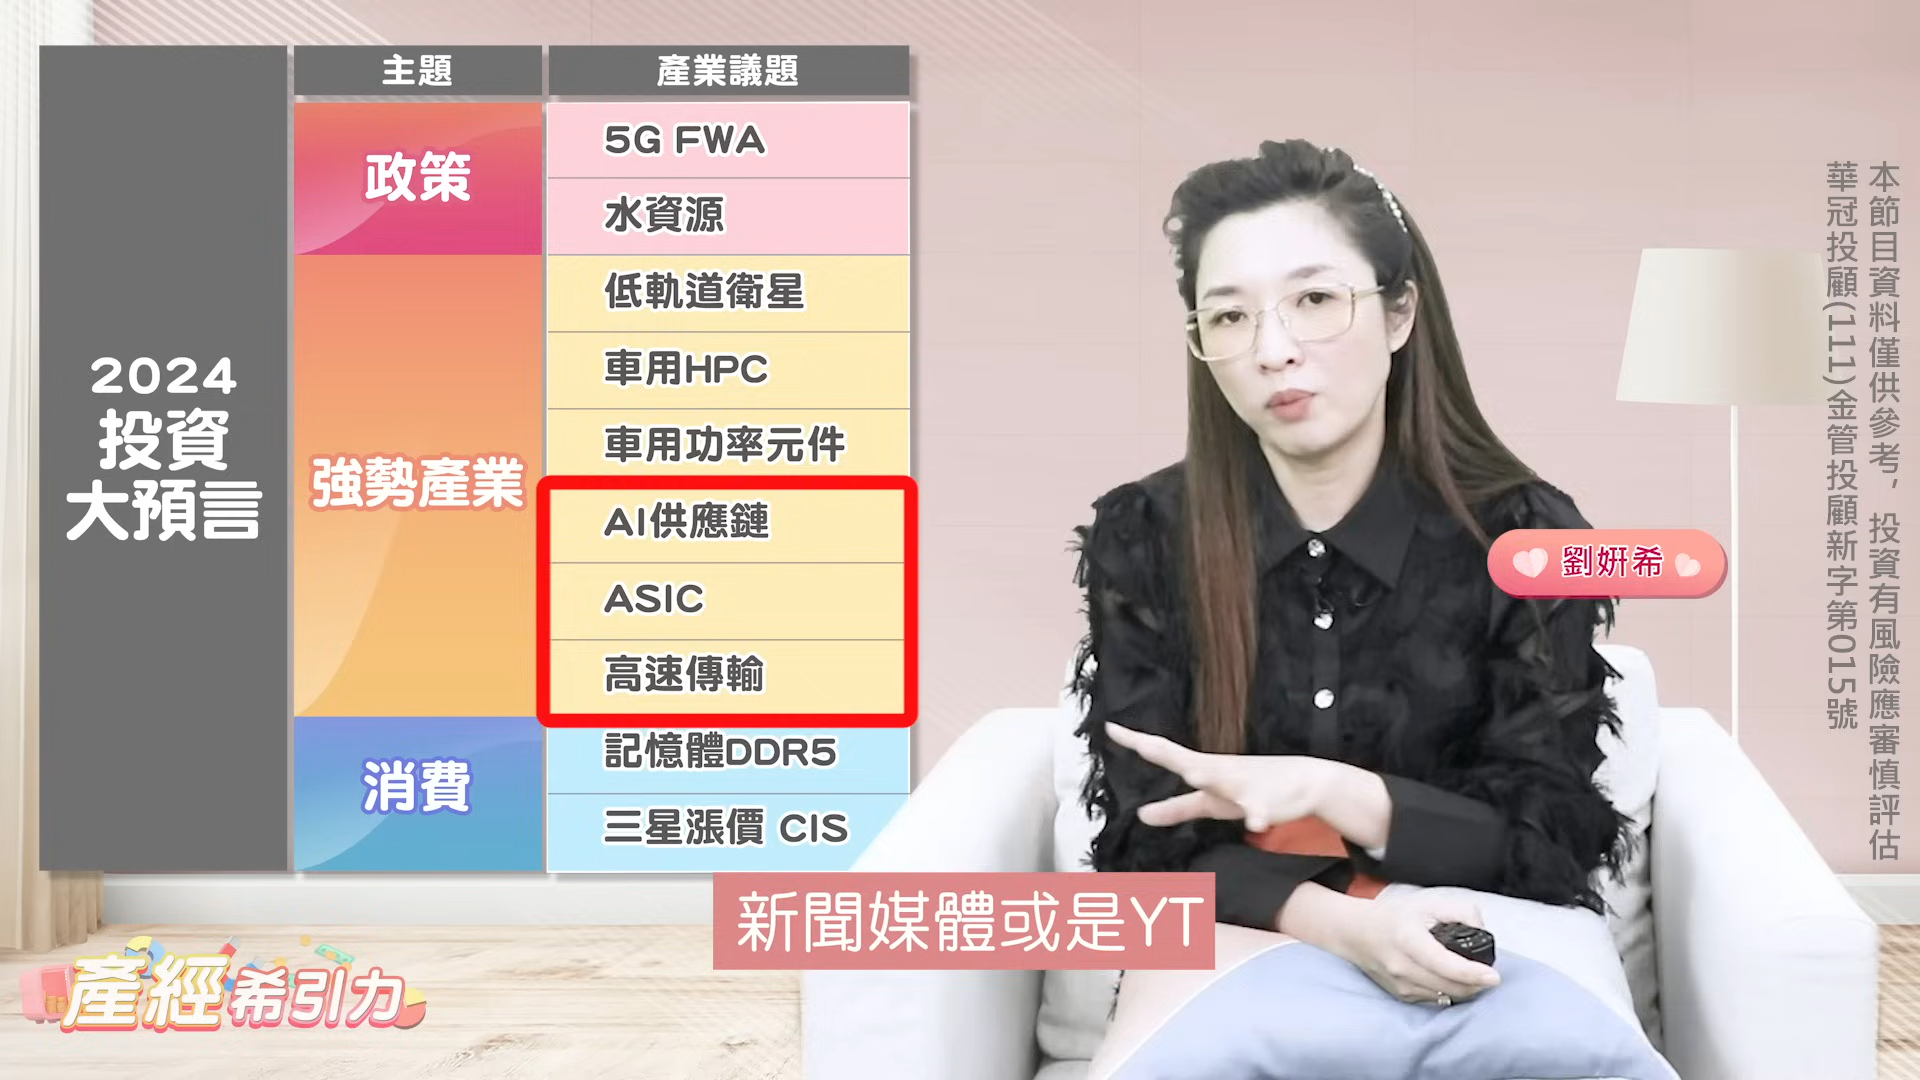 主題
產業議題
2024
投資
大預言
政策
5G FWA
水資源
強勢產業
低軌道衛星
車用HPC
車用功率元件
AI供應鏈
ASIC
高速傳輸
消費
記憶體DDR5
三星漲價 CIS
本節目資料僅供參考，投資有風險應審慎評估
華冠投顧(111)金管投顧新字第015號
劉妍希
新聞媒體或是YT
產經希引力